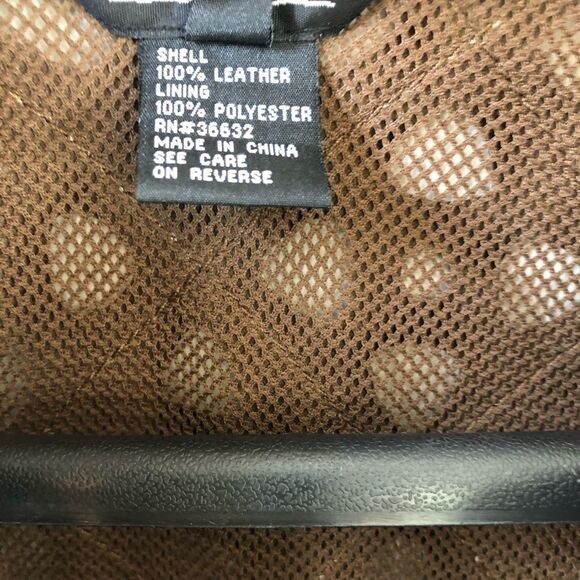 SHELL
100% LEATHER
LINING
100% POLYESTER
RN#36632
MADE IN CHINA
SEE CARE
ON REVERSE